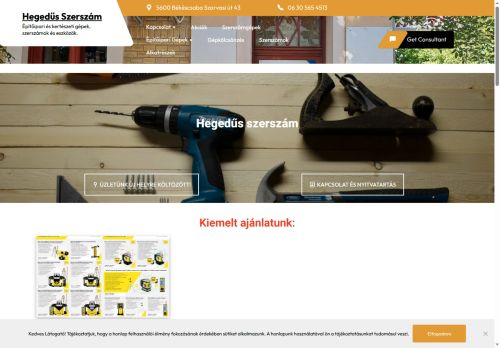 Hegedűs Szerszám
Építőipari és kertészeti gépek,
szerszámok és eszközök.
5600 Békéscsaba Szarvasi út 43
06 30 565 4513
Kapcsolat
Akciók
Szerszámgépek
Építőipari Gépek
Gépkölcsönzés
Szerszámok
Alkatrészek
Get Consultant
Hegedűs szerszám
ÜZLETÜNK ÚJ HELYRE KÖLTÖZÖTT!
KAPCSOLAT ÉS NYITVATARTÁS
Kiemelt ajánlatunk:
Kedves Látogató! Tájékoztatjuk, hogy a honlap felhasználói élmény fokozásának érdekében sütiket alkalmazunk. A honlapunk használatával ön a tájékoztatásunkat tudomásul veszi.
Elfogadom